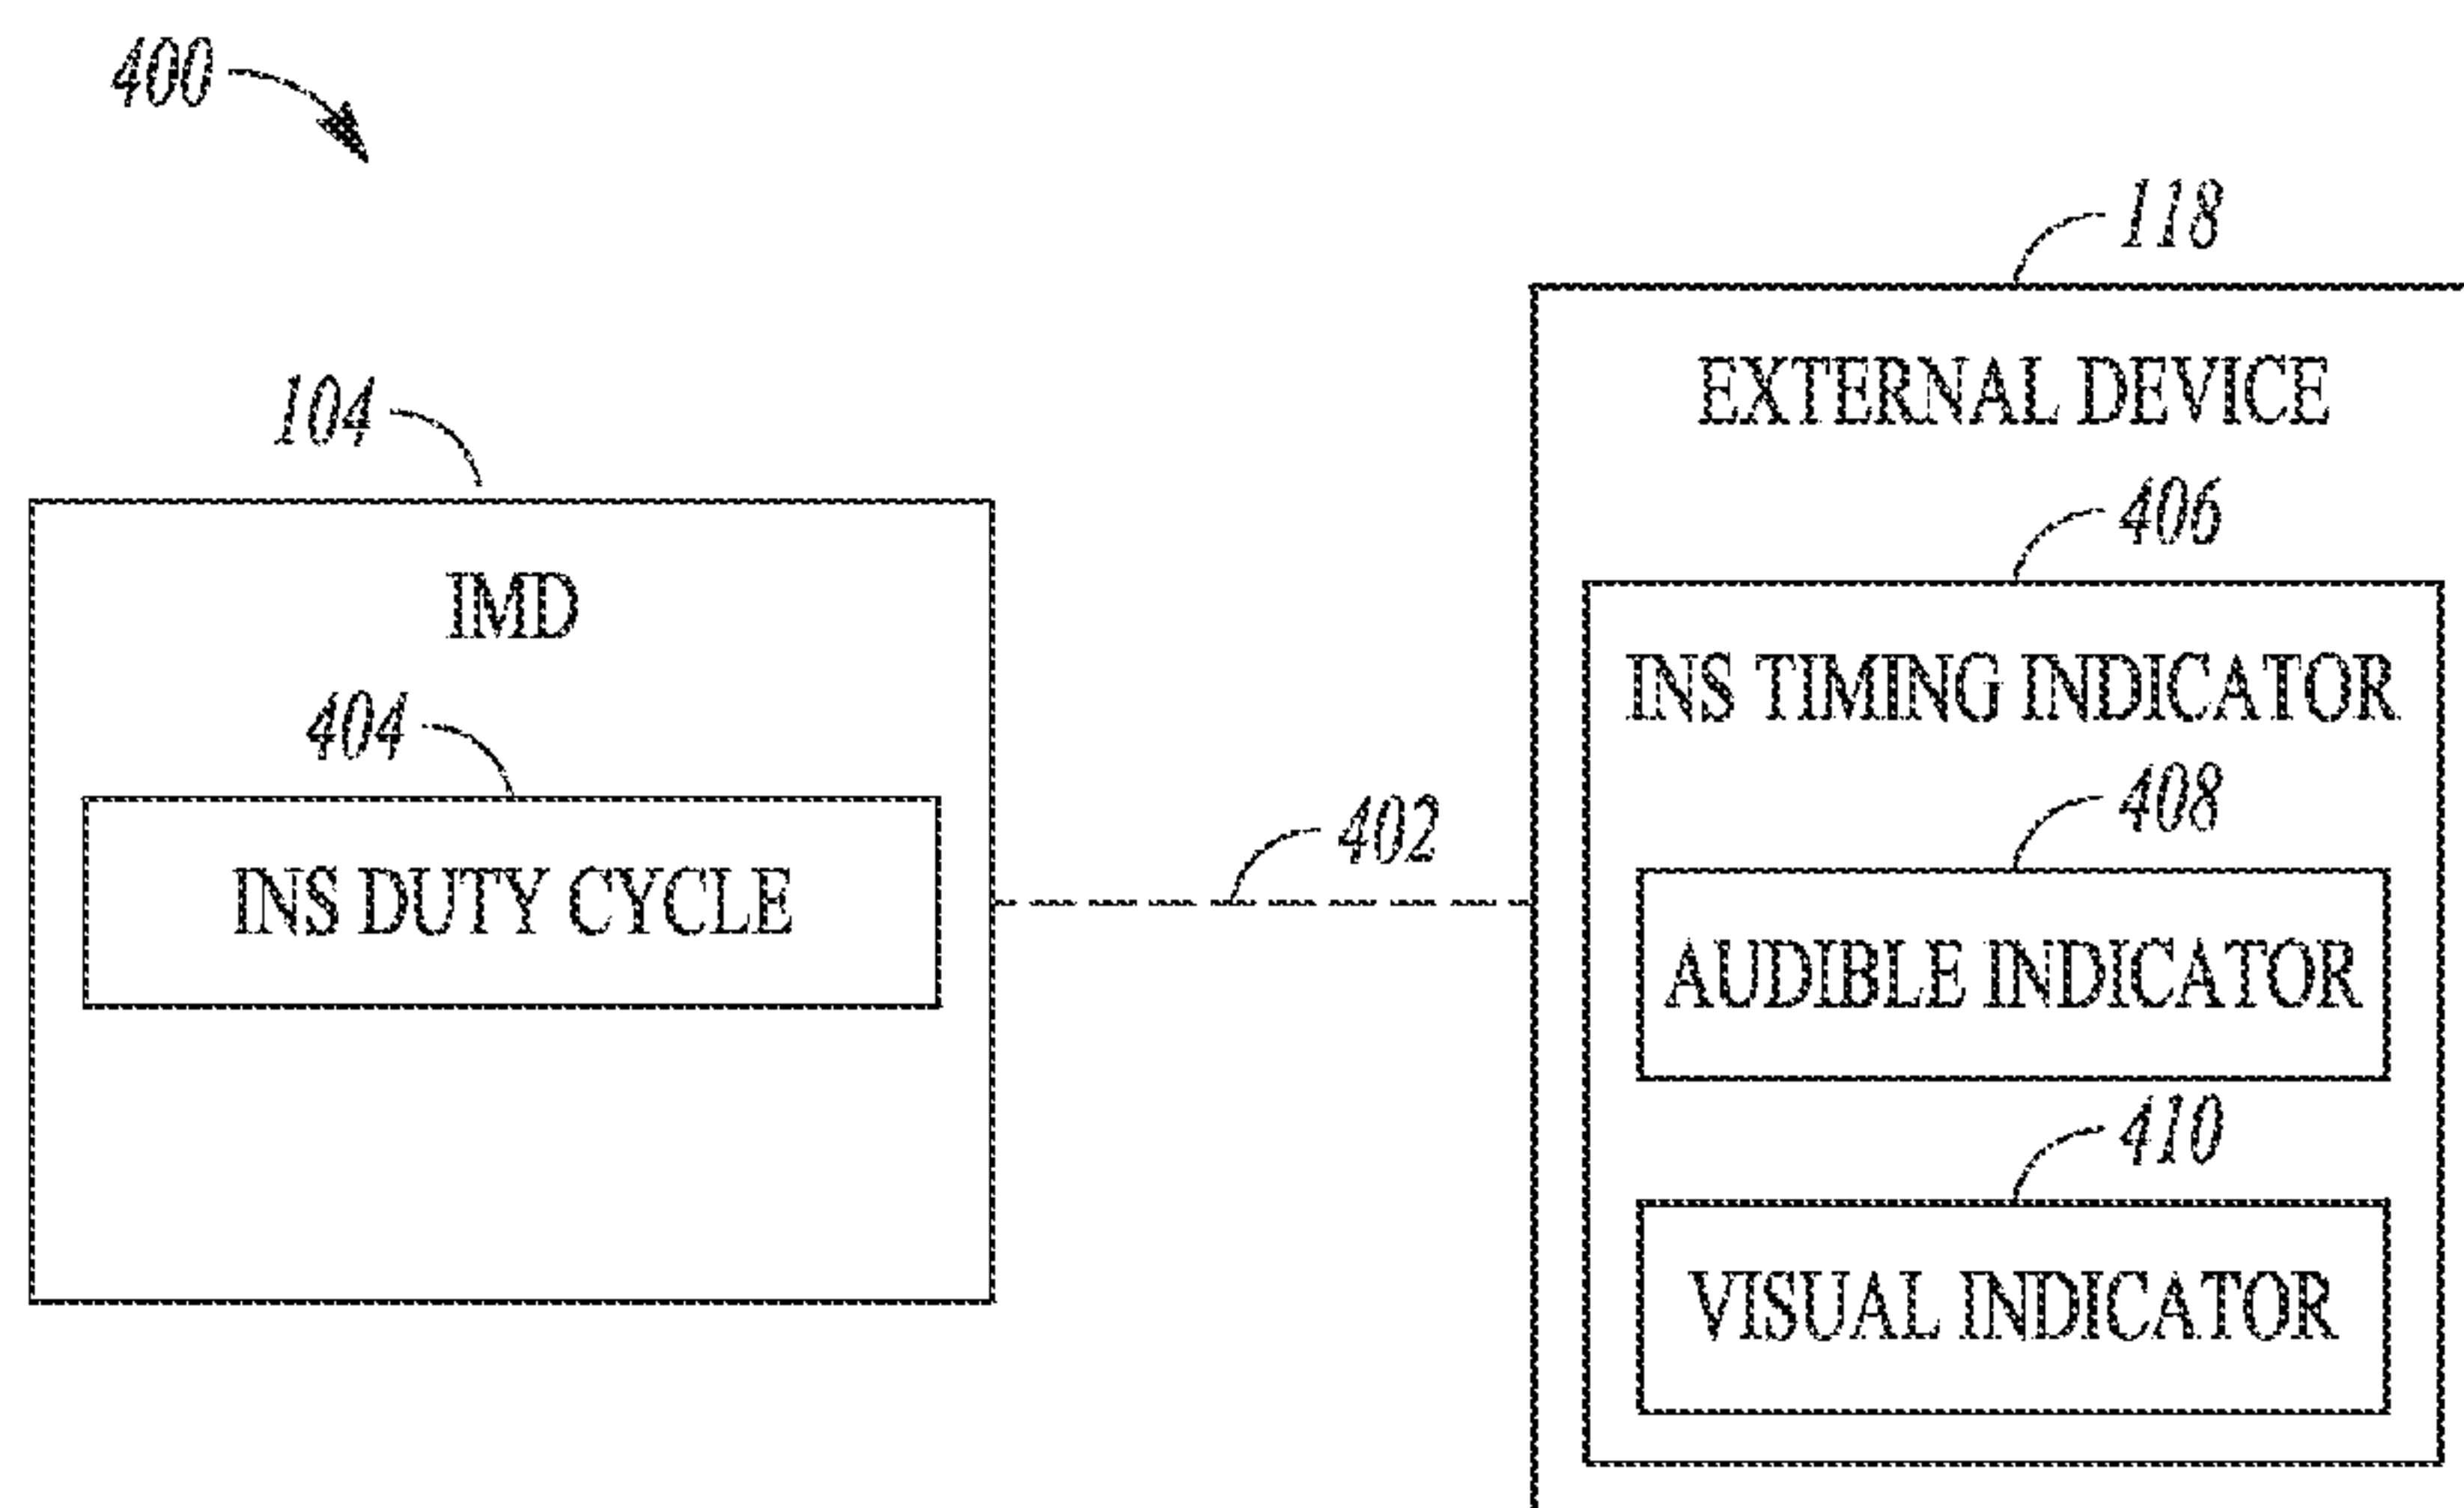 400
118
EXTERNAL DEVICE
104
406
IMD
INS TIMING INDICATOR
404
408
402
INS DUTY CYCLE
AUDIBLE INDICATOR
410
VISUAL INDICATOR